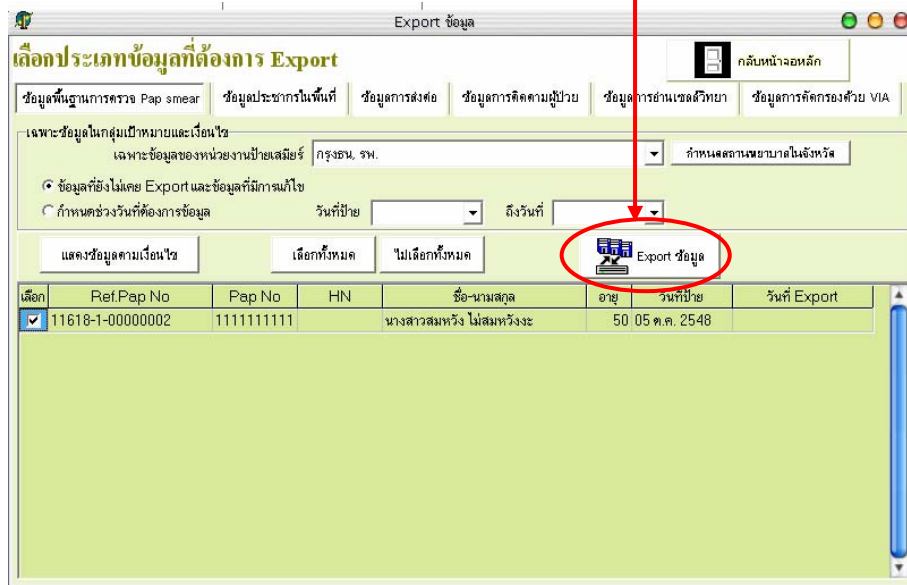 Export ข้อมูล
เลือกประเภทข้อมูลที่ต้องการ Export
กลับหน้าจอหลัก
ข้อมูลพื้นฐานการตรวจ Pap smear ข้อมูลประชากรในพื้นที่ ข้อมูลการส่งต่อ ข้อมูลการติดตามผู้ป่วย ข้อมูลการอ่านเซลล์วิทยา ข้อมูลการคัดกรองด้วย VIA
เฉพาะข้อมูลในกลุ่มเป้าหมายและเงื่อนไข
เฉพาะข้อมูลของหน่วยงานป้ายเสมียร์ กรุงธน, รพ. กำหนดสถานพยาบาลในจังหวัด
ข้อมูลที่ยังไม่เคย Export และข้อมูลที่มีการแก้ไข
กำหนดช่วงวันที่ต้องการข้อมูล วันที่ป้าย ถึงวันที่
แสดงข้อมูลตามเงื่อนไข เลือกทั้งหมด ไม่เลือกทั้งหมด Export ข้อมูล
เลือก Ref.Pap No Pap No HN ชื่อ-นามสกุล อายุ วันที่ป้าย วันที่ Export
11618-1-00000002 1111111111 นางสาวสมหวัง ไม่สมหวังงะ 50 05 ต.ค. 2548